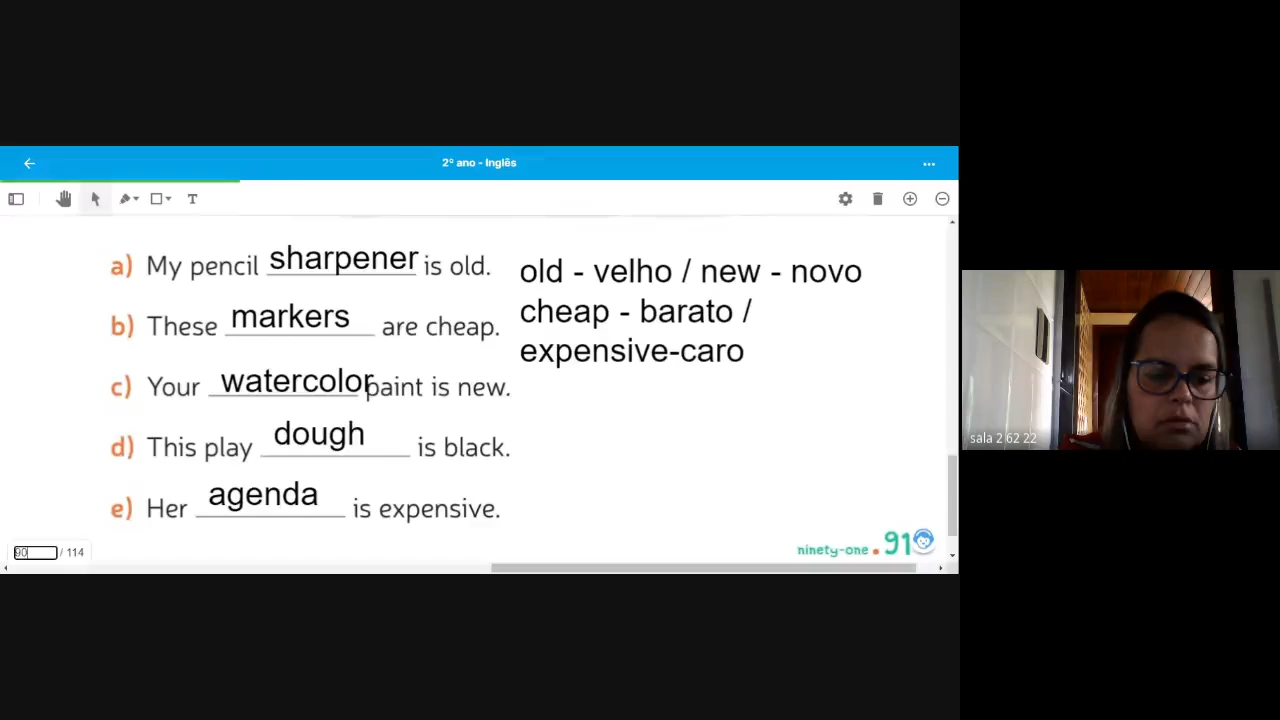 2º ano - Inglês
a) My pencil sharpener is old.
b) These markers are cheap.
c) Your watercolor paint is new.
d) This play dough is black.
e) Her agenda is expensive.
old - velho / new - novo
cheap - barato /
expensive-caro
90 / 114
ninety-one • 91
sala 2 62 22